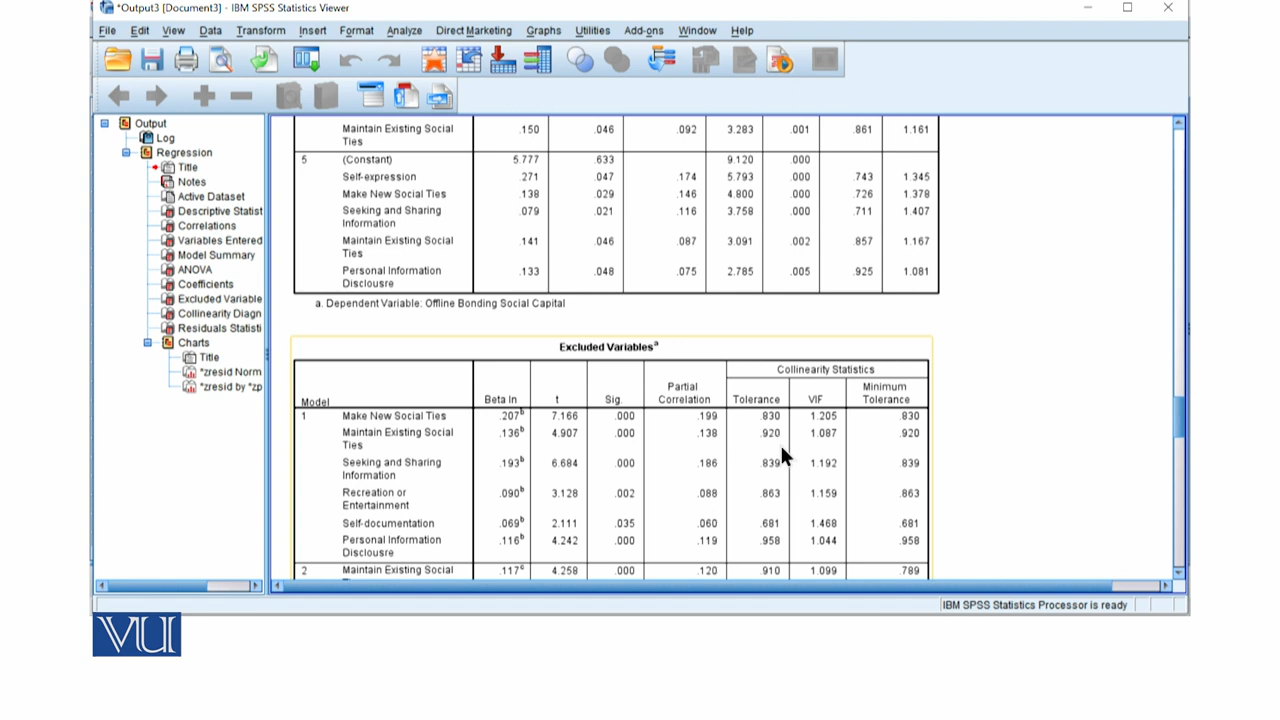 *Output3 [Document3] - IBM SPSS Statistics Viewer
File Edit View Data Transform Insert Format Analyze Direct Marketing Graphs Utilities Add-ons Window Help
Output
Log
Regression
Title
Notes
Active Dataset
Descriptive Statist
Correlations
Variables Entered
Model Summary
ANOVA
Coefficients
Excluded Variable
Collinearity Diagn
Residuals Statisti
Charts
Title
*zresid Norm
*zresid by *zp
Maintain Existing Social Ties .150 .046 .092 3.283 .001 .861 1.161
5 (Constant) 5.777 .633 9.120 .000
Self-expression .271 .047 .174 5.793 .000 .743 1.345
Make New Social Ties .138 .029 .146 4.800 .000 .726 1.378
Seeking and Sharing Information .079 .021 .116 3.758 .000 .711 1.407
Maintain Existing Social Ties .141 .046 .087 3.091 .002 .857 1.167
Personal Information Disclousre .133 .048 .075 2.785 .005 .925 1.081
a. Dependent Variable: Offline Bonding Social Capital
Excluded Variablesa
Collinearity Statistics
Model Beta In t Sig. Partial Correlation Tolerance VIF Minimum Tolerance
1 Make New Social Ties .207b 7.166 .000 .199 .830 1.205 .830
Maintain Existing Social Ties .136b 4.907 .000 .138 .920 1.087 .920
Seeking and Sharing Information .193b 6.684 .000 .186 .839 1.192 .839
Recreation or Entertainment .090b 3.128 .002 .088 .863 1.159 .863
Self-documentation .069b 2.111 .035 .060 .681 1.468 .681
Personal Information Disclousre .116b 4.242 .000 .119 .958 1.044 .958
2 Maintain Existing Social .117c 4.258 .000 .120 .910 1.099 .789
IBM SPSS Statistics Processor is ready
VU